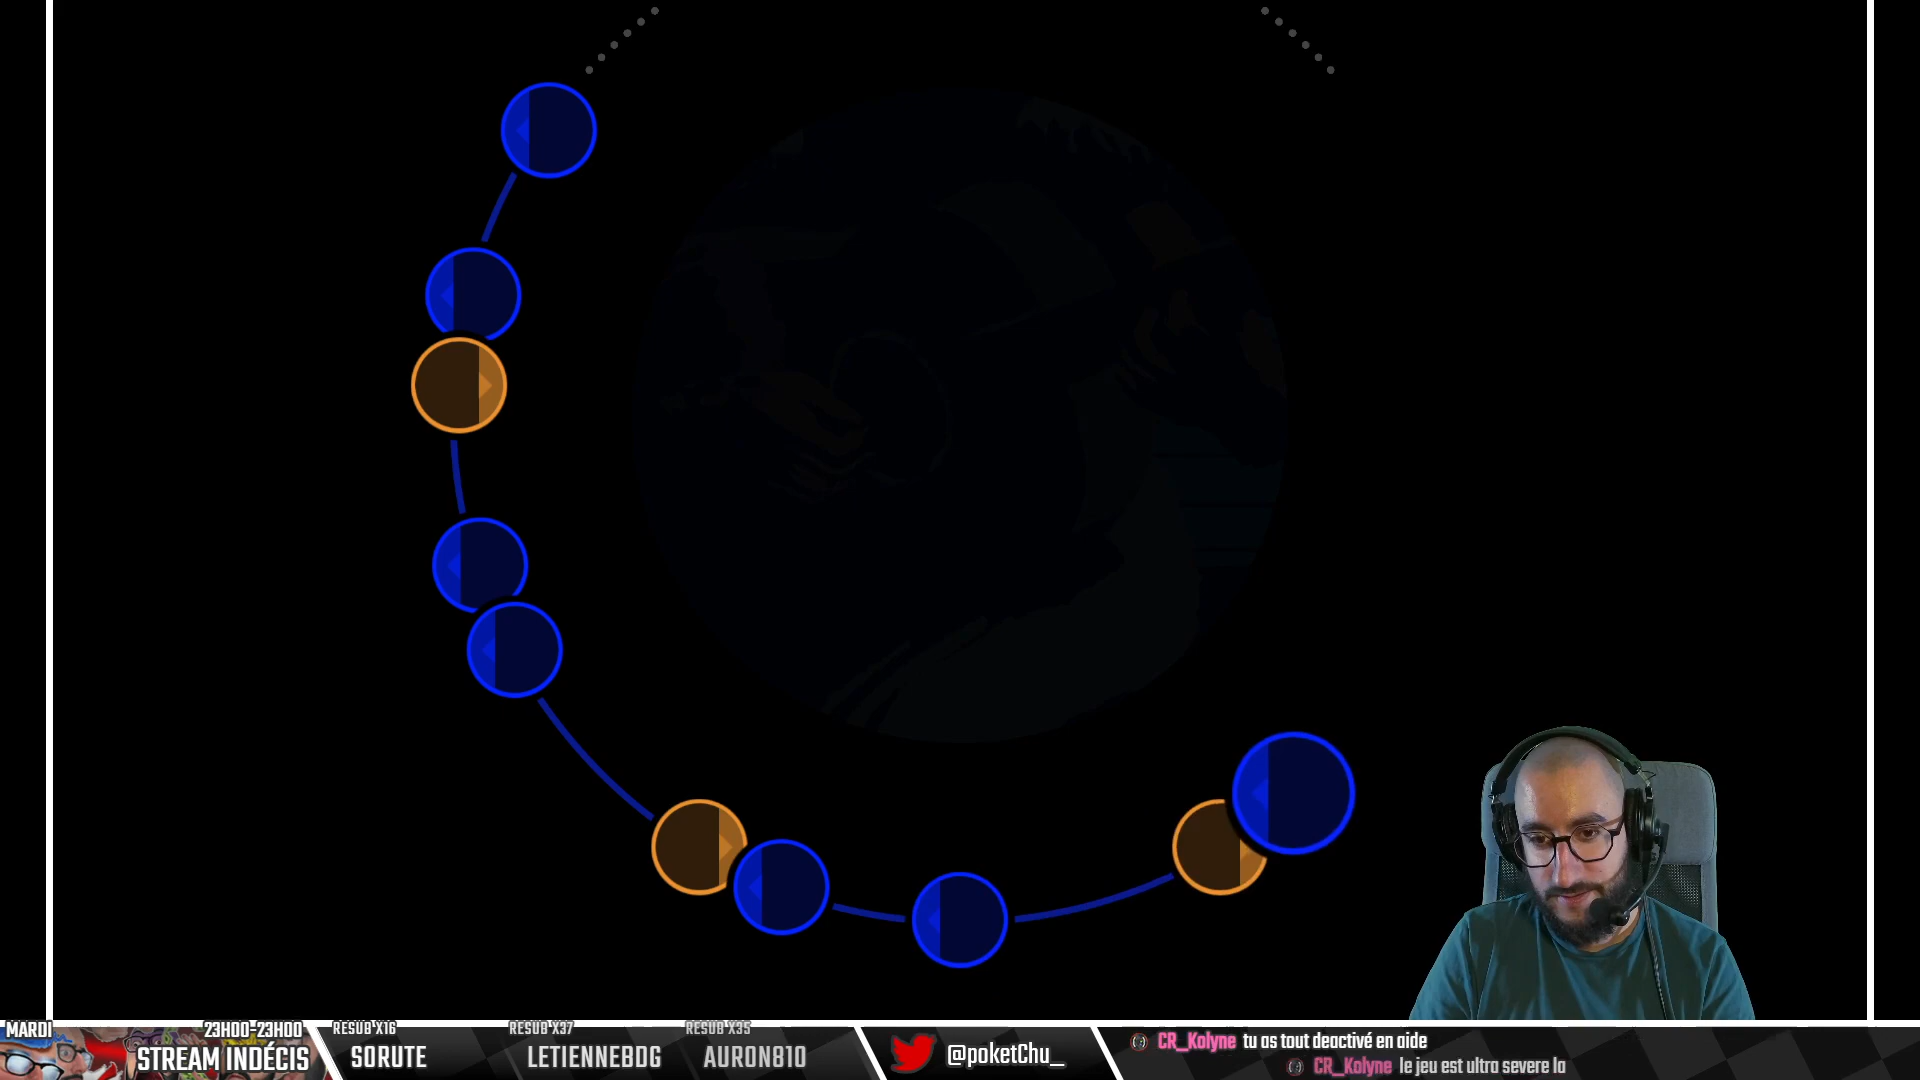 MARDI
23H00-23H00
STREAM INDÉCIS
RESUB X16
SORUTE
RESUB X37
LETIENNEBDG
RESUB X35
AURON810
@poketChu_
CR_Kolyne tu as tout deactivé en aide
CR_Kolyne le jeu est ultra severe la